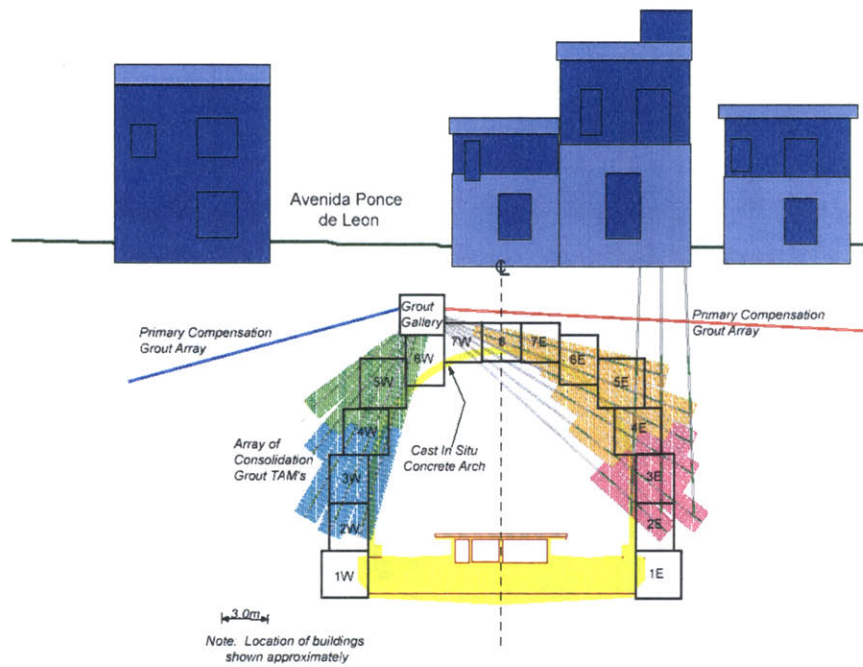 Avenida Ponce
de Leon
℄
Grout
Gallery
Primary Compensation
Grout Array
Primary Compensation
Grout Array
7W
8
7E
6W
6E
5W
5E
4W
4E
Array of
Consolidation
Grout TAM's
Cast In Situ
Concrete Arch
3W
3E
2W
2E
1W
1E
3.0m
Note. Location of buildings
shown approximately